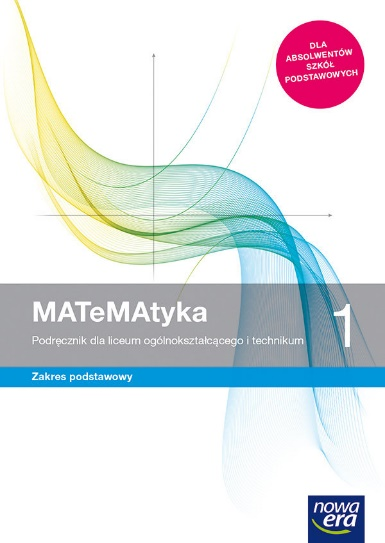 DLA
ABSOLWENTÓW
SZKÓŁ
PODSTAWOWYCH
MATeMAtyka
1
Podręcznik dla liceum ogólnokształcącego i technikum
Zakres podstawowy
nowa
era